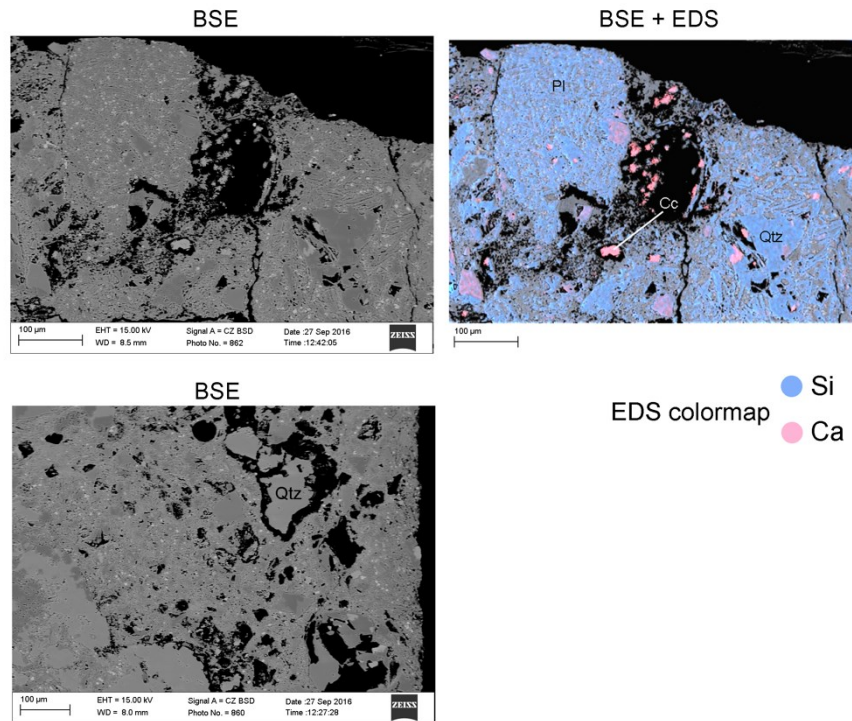 BSE
BSE + EDS
Pl
Cc
Qtz
100 µm
EHT = 15.00 kV
WD = 8.5 mm
Signal A = CZ BSD
Photo No. = 862
Date :27 Sep 2016
Time :12:42:05
ZEISS
100 µm
BSE
EDS colormap
Si
Ca
Qtz
100 µm
EHT = 15.00 kV
WD = 8.0 mm
Signal A = CZ BSD
Photo No. = 860
Date :27 Sep 2016
Time :12:27:28
ZEISS